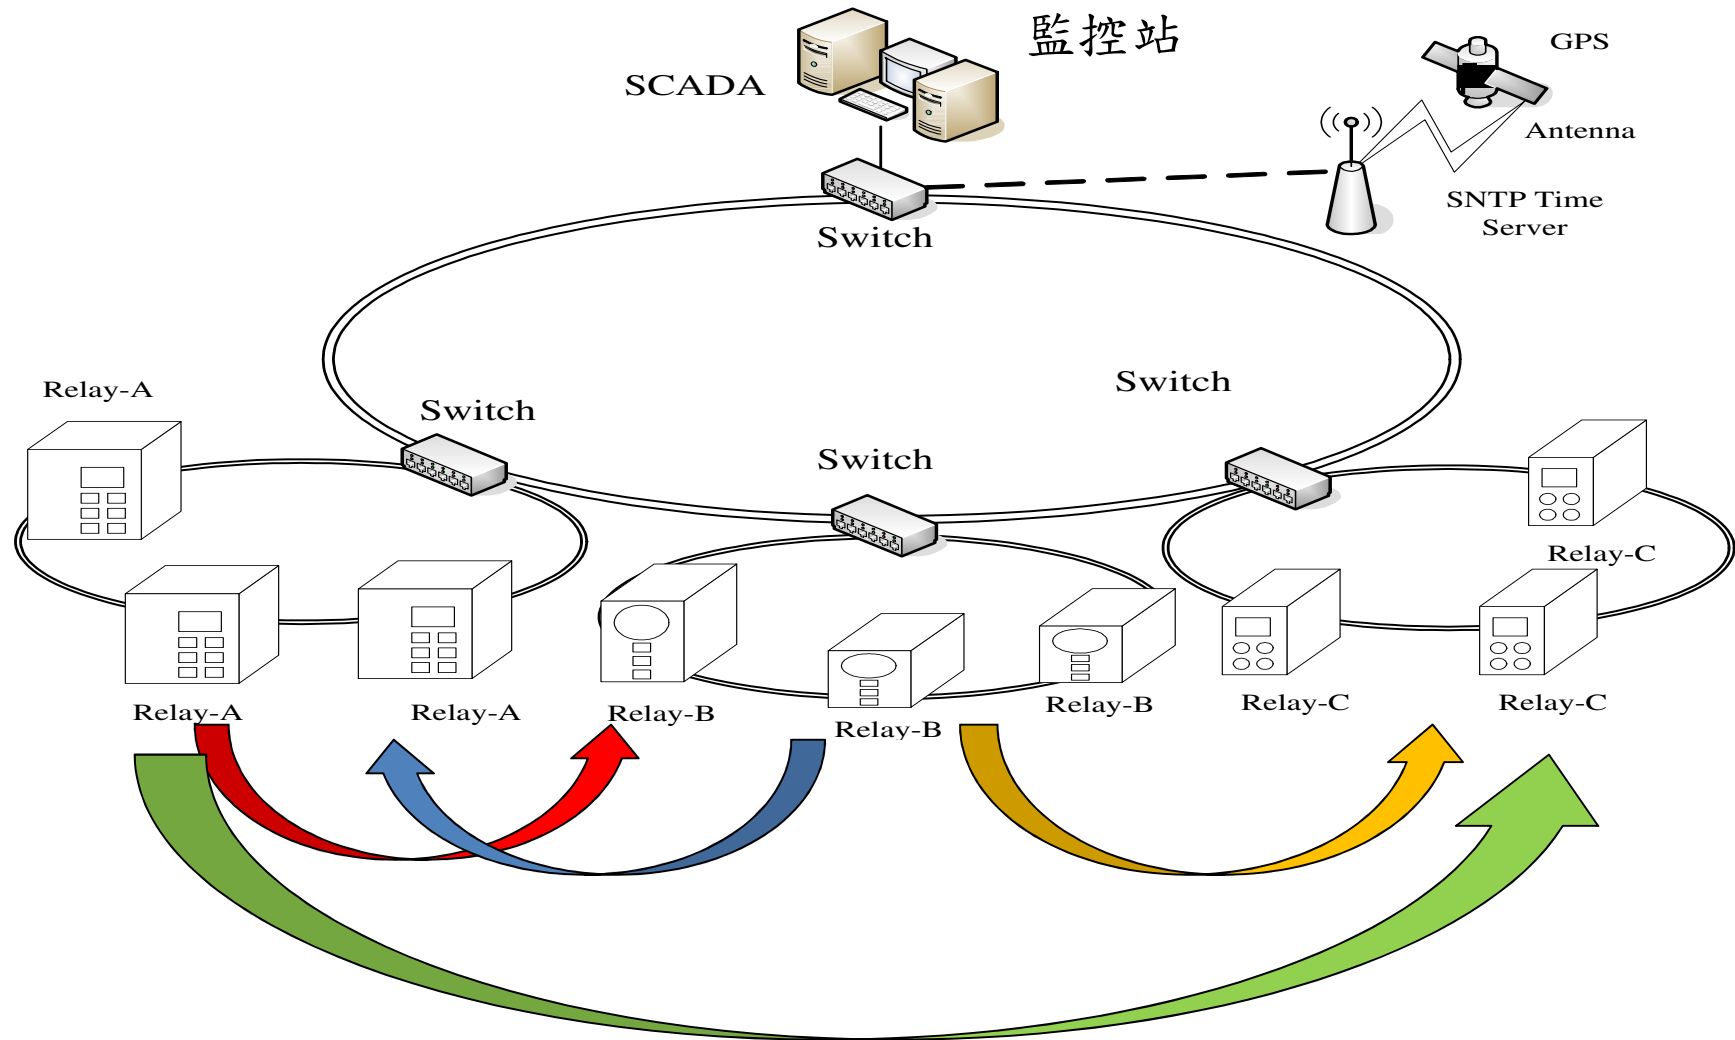 監控站
GPS
SCADA
Antenna
SNTP Time
Server
Switch
Switch
Relay-A
Switch
Switch
Relay-C
Relay-A
Relay-A
Relay-B
Relay-B
Relay-B
Relay-C
Relay-C